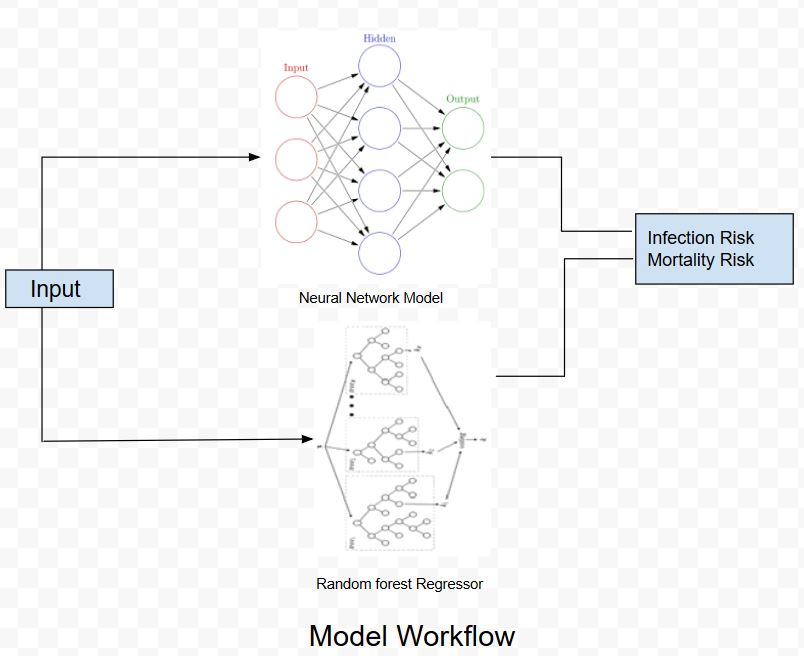 Hidden
Input
Output
Input
Infection Risk
Mortality Risk
Neural Network Model
Random forest Regressor
Model Workflow